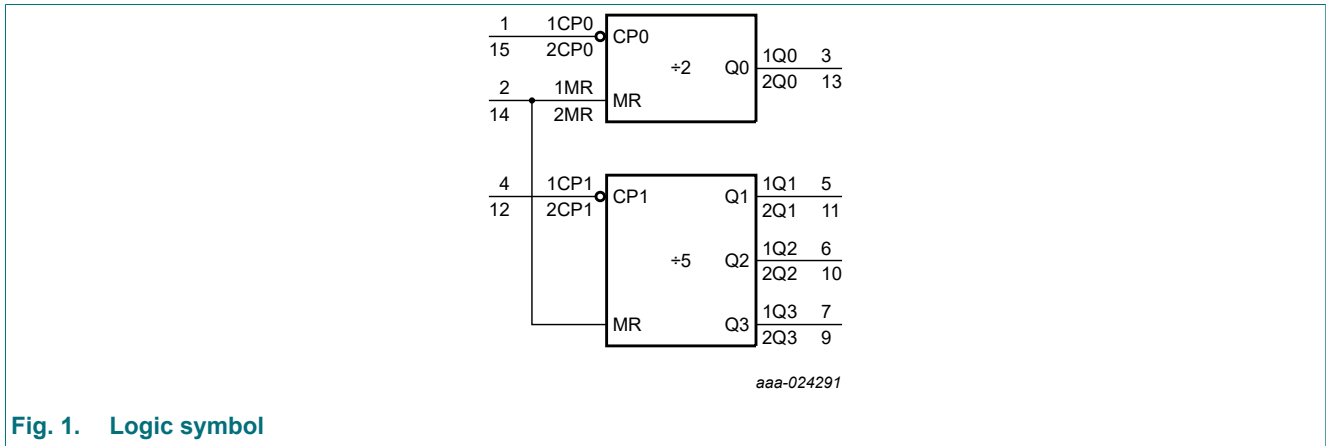 1 1CP0 CP0
15 2CP0
÷2 Q0 1Q0 3
2Q0 13
2 1MR MR
14 2MR
4 1CP1 CP1 Q1 1Q1 5
12 2CP1 2Q1 11
÷5 Q2 1Q2 6
2Q2 10
MR Q3 1Q3 7
2Q3 9
aaa-024291
Fig. 1. Logic symbol